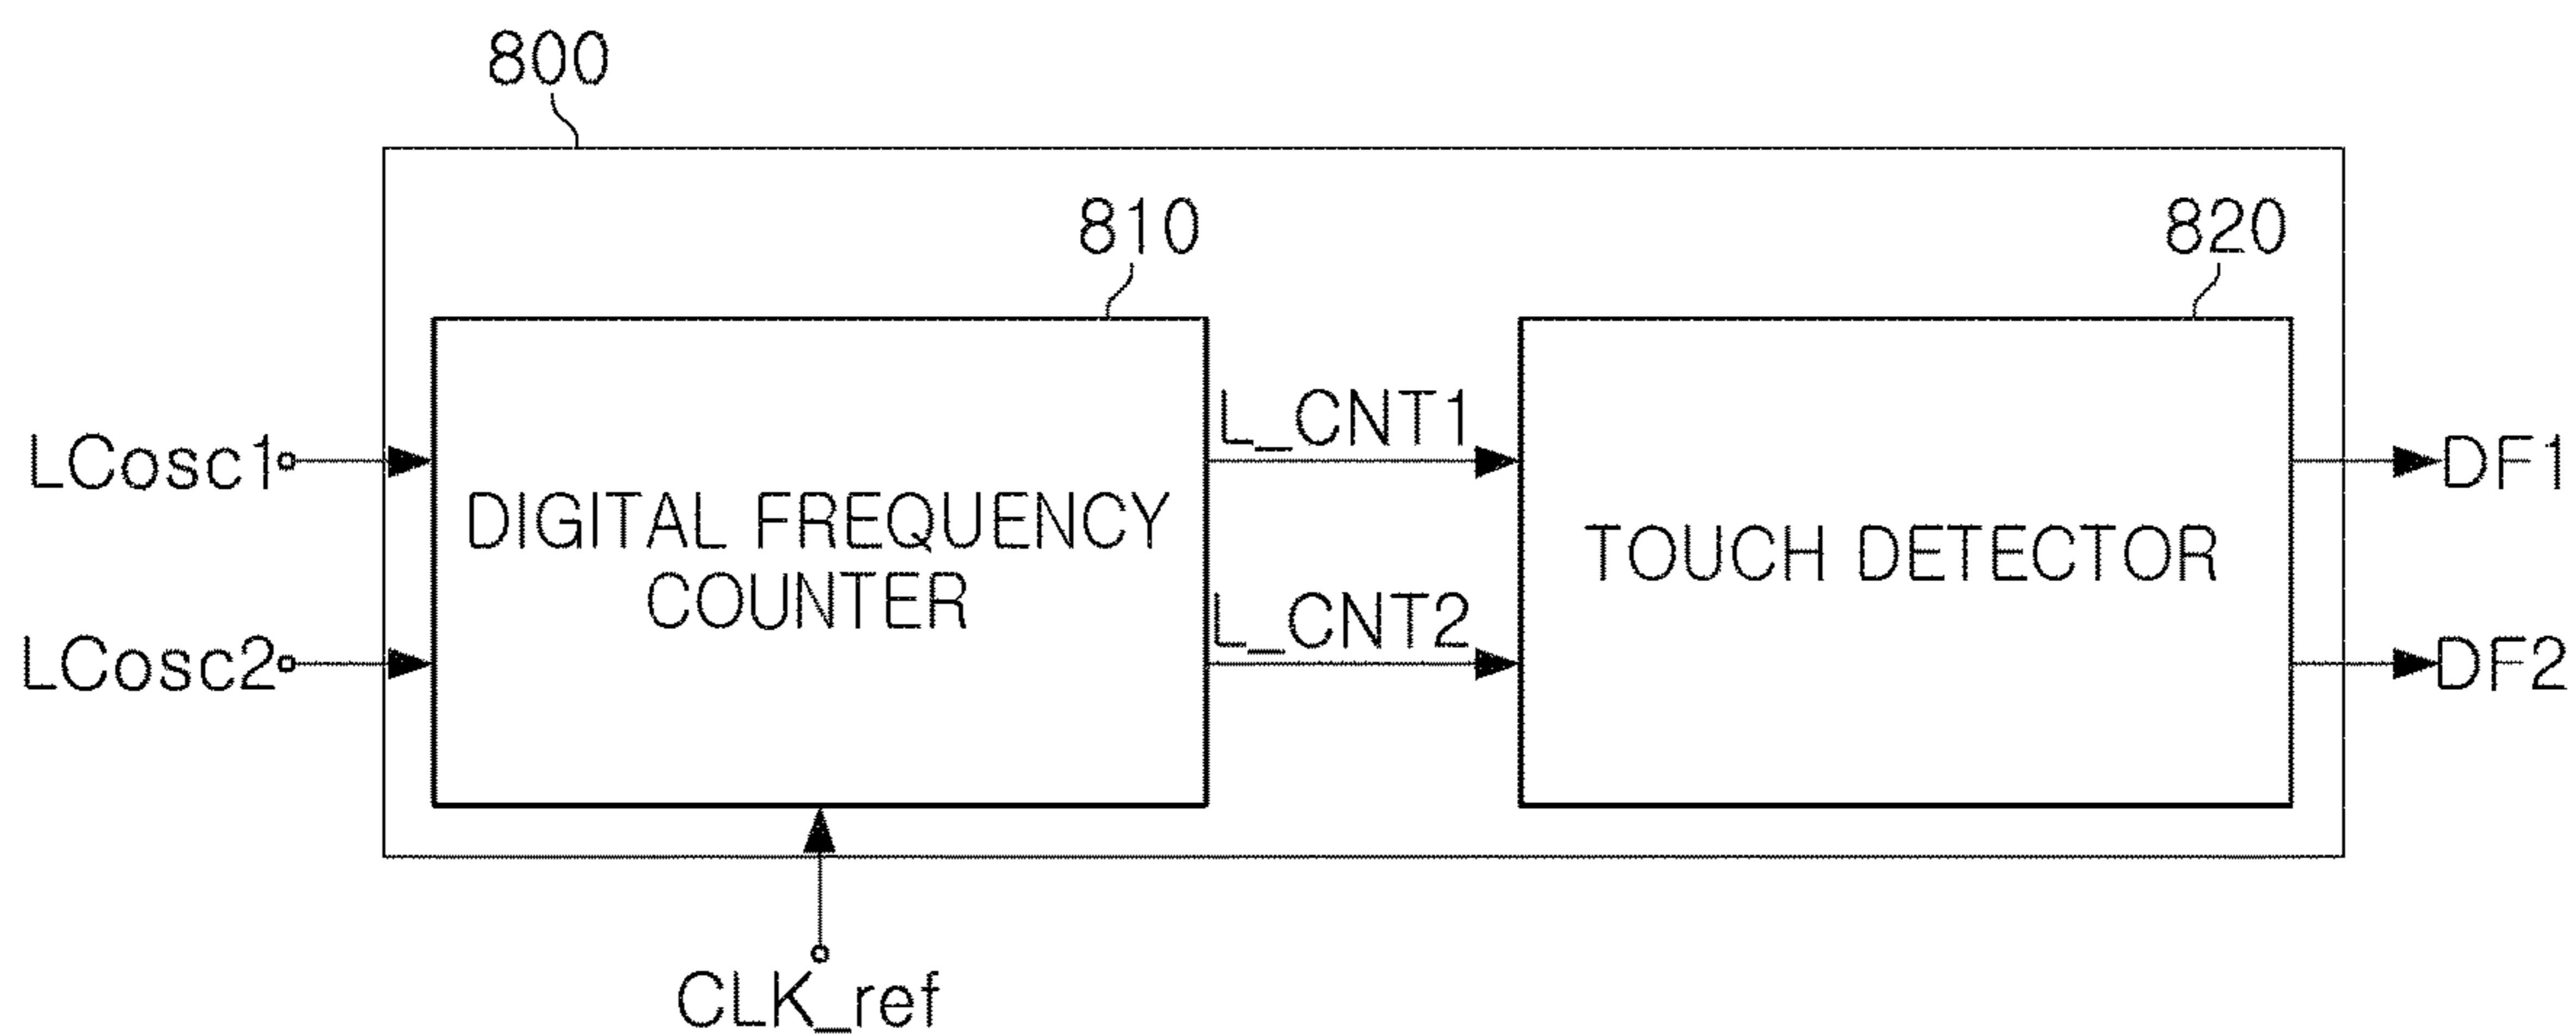 800
810
820
LCosc1
L_CNT1
DF1
DIGITAL FREQUENCY
COUNTER
TOUCH DETECTOR
LCosc2
L_CNT2
DF2
CLK_ref